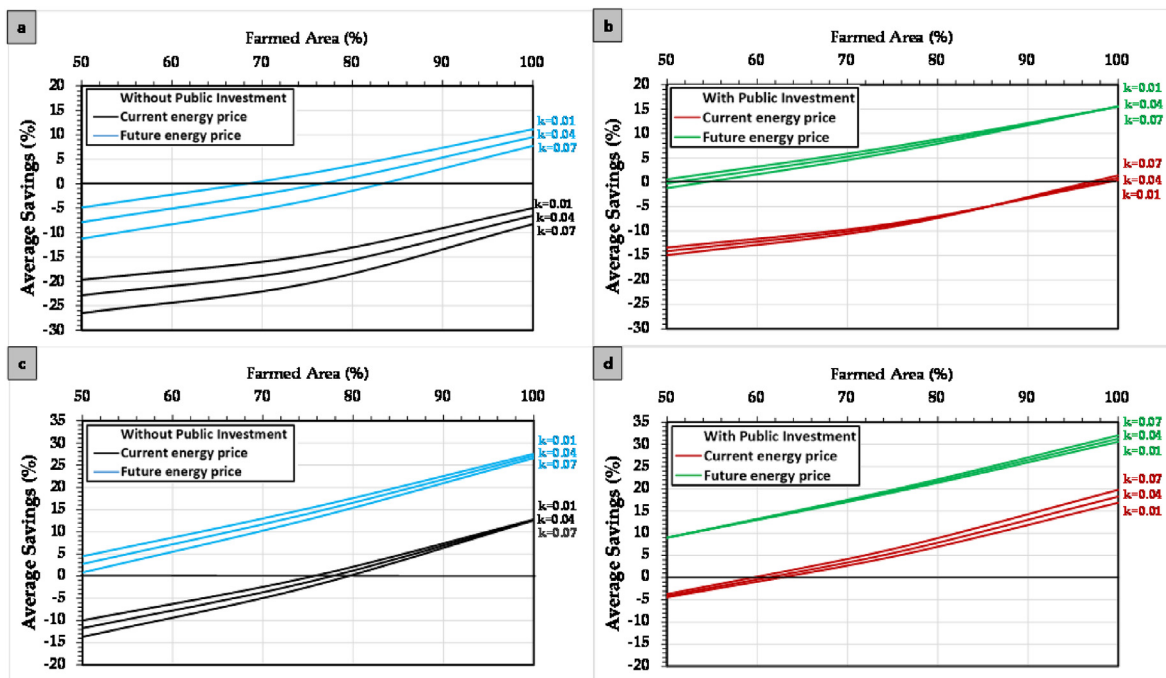 a
Farmed Area (%)
50 60 70 80 90 100
20
15
10
5
0
-5
-10
-15
-20
-25
-30
Average Savings (%)
Without Public Investment
Current energy price
Future energy price
k=0.01
k=0.04
k=0.07
k=0.01
k=0.04
k=0.07
b
Farmed Area (%)
50 60 70 80 90 100
20
15
10
5
0
-5
-10
-15
-20
-25
-30
Average Savings (%)
With Public Investment
Current energy price
Future energy price
k=0.01
k=0.04
k=0.07
k=0.07
k=0.04
k=0.01
c
Farmed Area (%)
50 60 70 80 90 100
35
30
25
20
15
10
5
0
-5
-10
-15
-20
Average Savings (%)
Without Public Investment
Current energy price
Future energy price
k=0.01
k=0.04
k=0.07
k=0.01
k=0.04
k=0.07
d
Farmed Area (%)
50 60 70 80 90 100
35
30
25
20
15
10
5
0
-5
-10
-15
-20
Average Savings (%)
With Public Investment
Current energy price
Future energy price
k=0.07
k=0.04
k=0.01
k=0.07
k=0.04
k=0.01